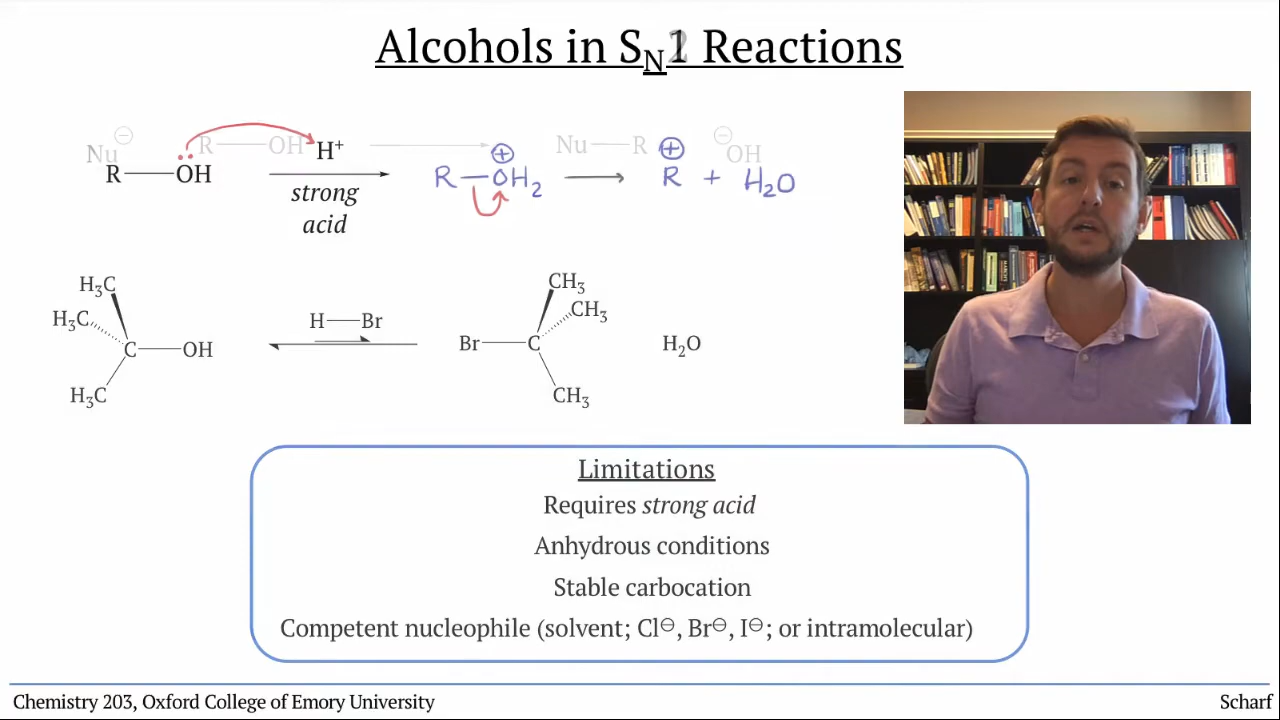 Alcohols in S_N1 Reactions
Nu⊖ R—OH Nu—R ⊖OH
R—OH H⁺ R—OH₂ ⊕ R ⊕ + H₂O
strong
acid
H₃C CH₃
H₃C CH₃
H—Br
C—OH Br—C H₂O
H₃C CH₃
Limitations
Requires strong acid
Anhydrous conditions
Stable carbocation
Competent nucleophile (solvent; Cl⊖, Br⊖, I⊖; or intramolecular)
Chemistry 203, Oxford College of Emory University
Scharf